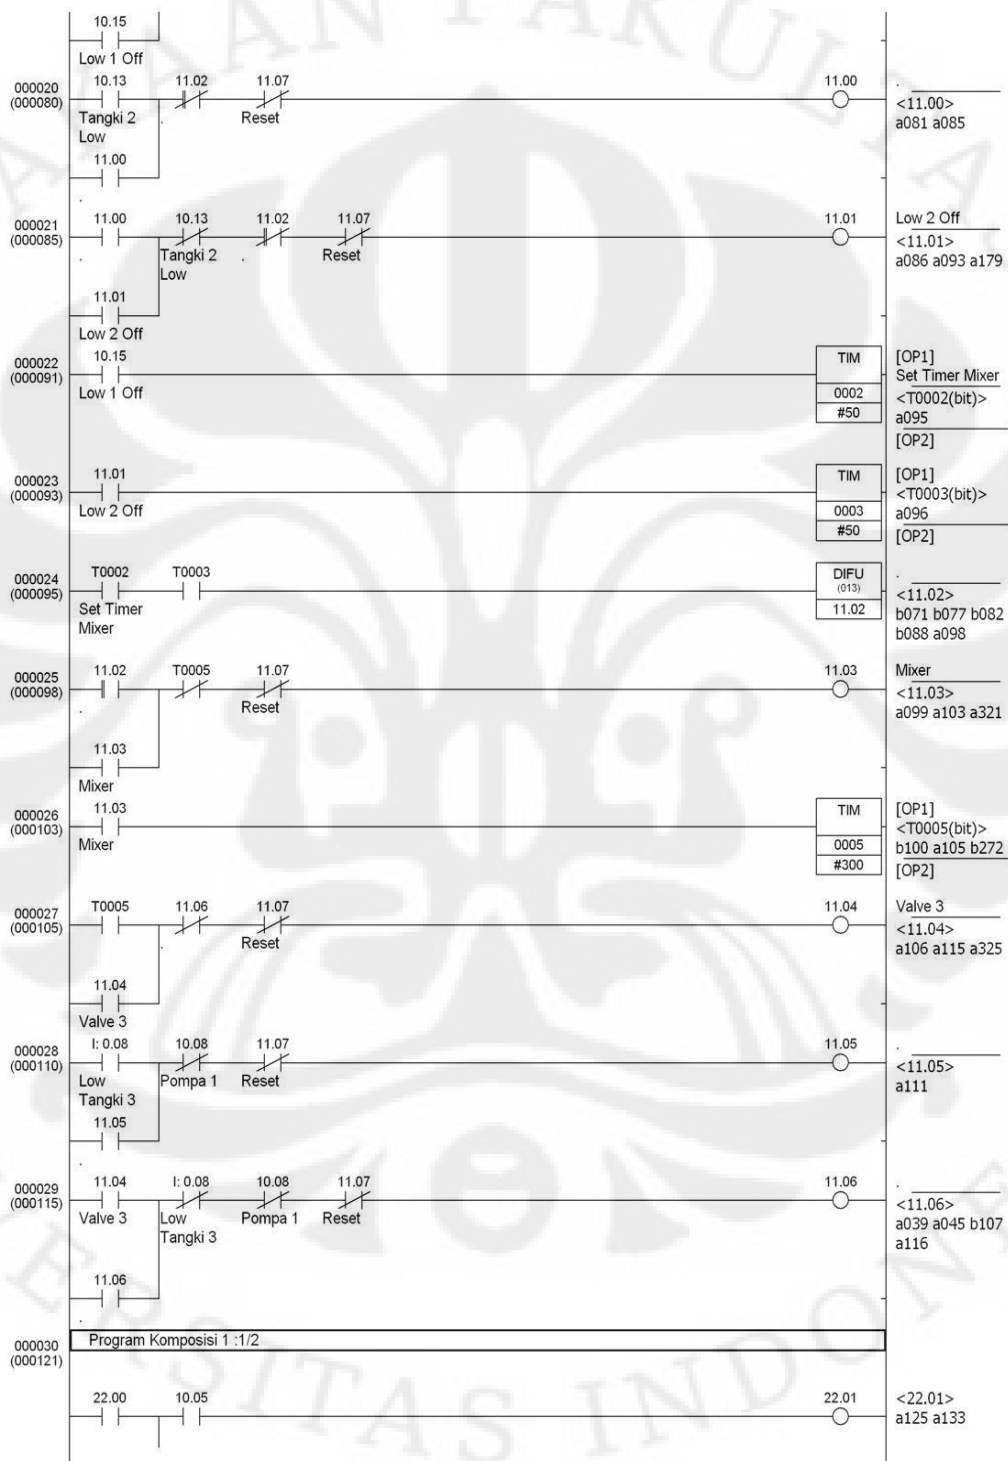 10.15
Low 1 Off
000020
(000080)
10.13 11.02 11.07 11.00
Tangki 2
Low
. Reset
.
<11.00>
a081 a085
11.00
.
000021
(000085)
11.00 10.13 11.02 11.07 11.01
. Tangki 2
Low
. Reset
Low 2 Off
<11.01>
a086 a093 a179
11.01
Low 2 Off
000022
(000091)
10.15
Low 1 Off
TIM
0002
#50
[OP1]
Set Timer Mixer
<T0002(bit)>
a095
[OP2]
000023
(000093)
11.01
Low 2 Off
TIM
0003
#50
[OP1]
<T0003(bit)>
a096
[OP2]
000024
(000095)
T0002 T0003
Set Timer
Mixer
DIFU
(013)
11.02
.
<11.02>
b071 b077 b082
b088 a098
000025
(000098)
11.02 T0005 11.07 11.03
. Reset
Mixer
<11.03>
a099 a103 a321
11.03
Mixer
000026
(000103)
11.03
Mixer
TIM
0005
#300
[OP1]
<T0005(bit)>
b100 a105 b272
[OP2]
000027
(000105)
T0005 11.06 11.07 11.04
. Reset
Valve 3
<11.04>
a106 a115 a325
11.04
Valve 3
000028
(000110)
I: 0.08 10.08 11.07 11.05
Low
Tangki 3
Pompa 1 Reset
.
<11.05>
a111
11.05
.
000029
(000115)
11.04 I: 0.08 10.08 11.07 11.06
Valve 3 Low
Tangki 3
Pompa 1 Reset
.
<11.06>
a039 a045 b107
a116
11.06
.
000030
(000121)
Program Komposisi 1 :1/2
22.00 10.05 22.01
<22.01>
a125 a133